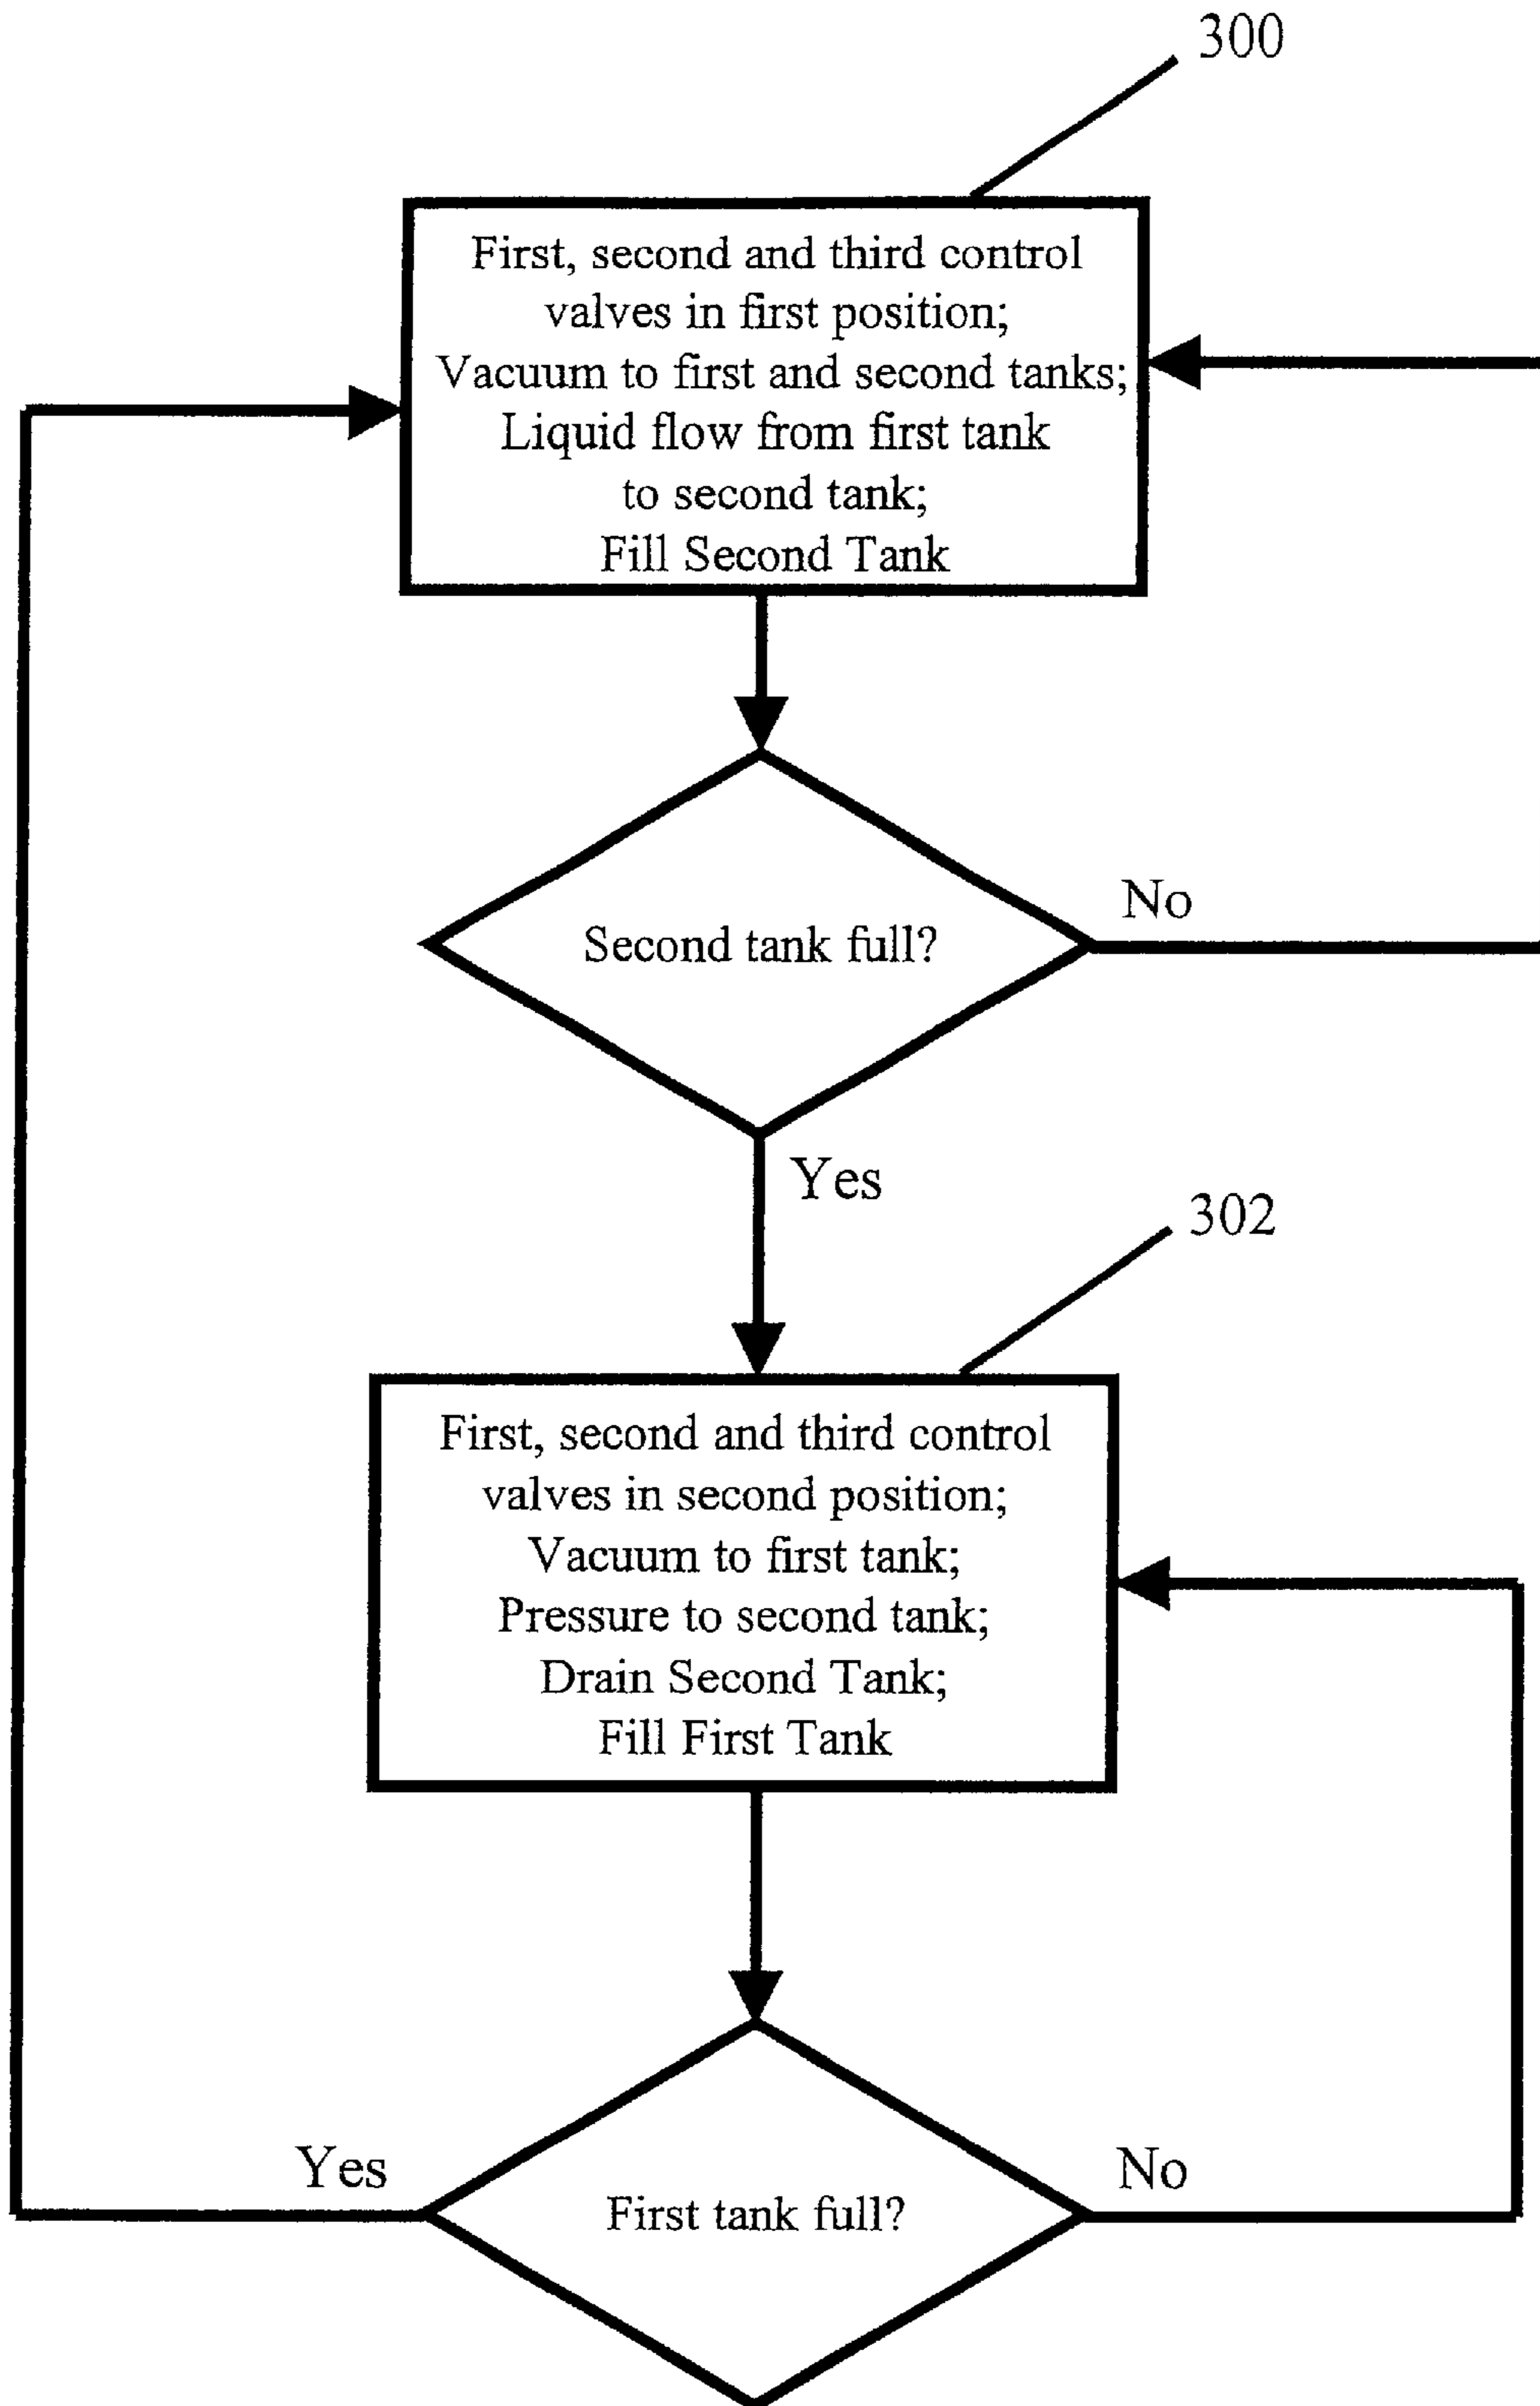 300
First, second and third control
valves in first position;
Vacuum to first and second tanks;
Liquid flow from first tank
to second tank;
Fill Second Tank
No
Second tank full?
Yes
302
First, second and third control
valves in second position;
Vacuum to first tank;
Pressure to second tank;
Drain Second Tank;
Fill First Tank
Yes
No
First tank full?